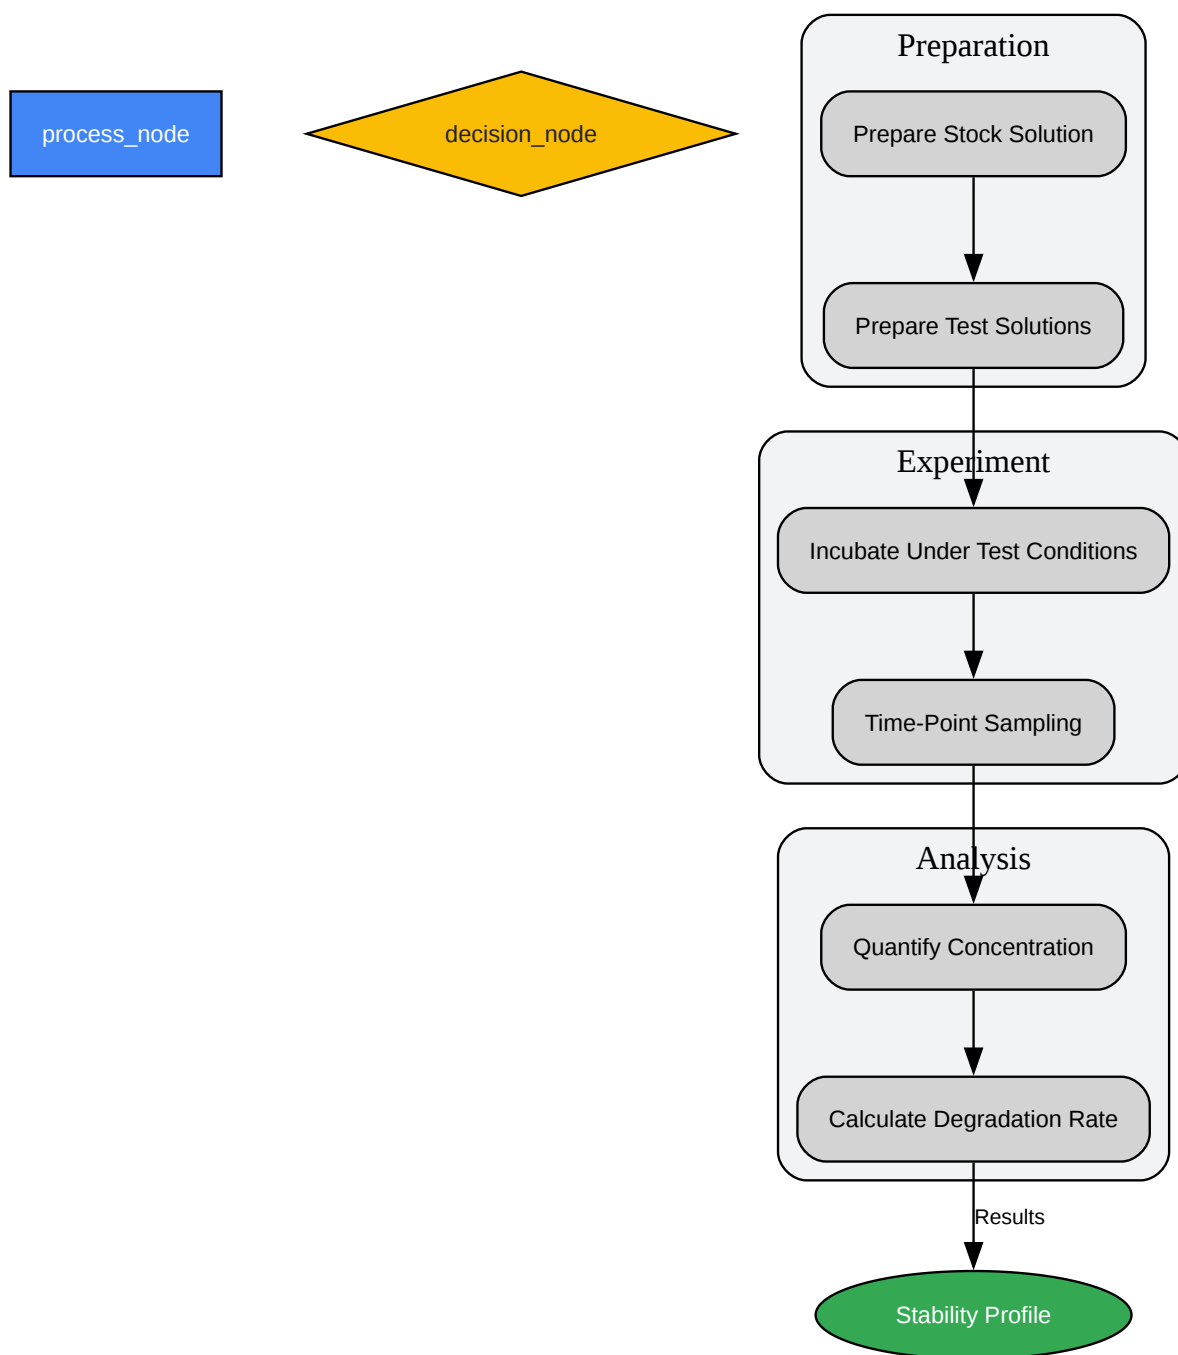 Preparation
process_node
decision_node
Prepare Stock Solution
Prepare Test Solutions
Experiment
Incubate Under Test Conditions
Time-Point Sampling
Analysis
Quantify Concentration
Calculate Degradation Rate
Results
Stability Profile